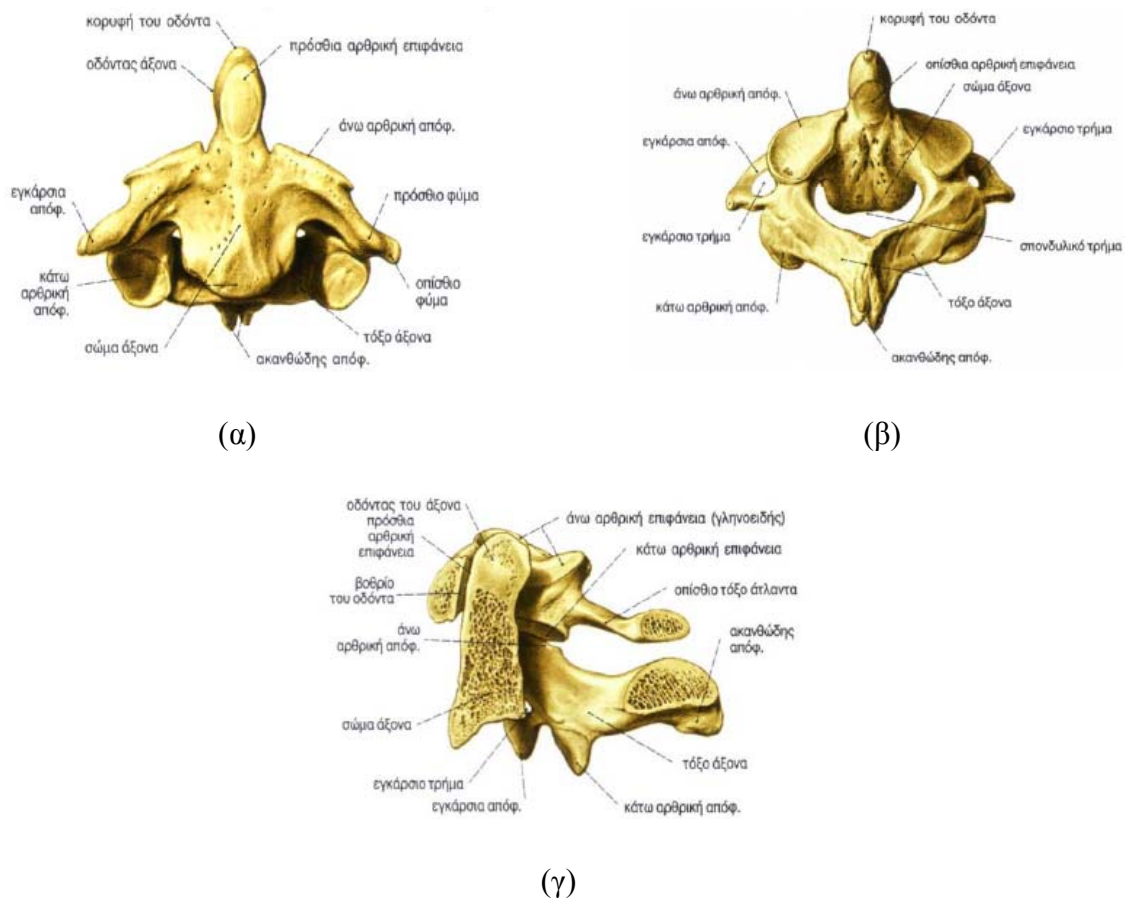 κορυφή του οδόντα
πρόσθια αρθρική επιφάνεια
οδόντας άξονα
άνω αρθρική απόφ.
εγκάρσια
απόφ.
πρόσθιο φύμα
κάτω
αρθρική
απόφ.
οπίσθιο
φύμα
σώμα άξονα
τόξο άξονα
ακανθώδης απόφ.
(α)
κορυφή του οδόντα
οπίσθια αρθρική επιφάνεια
σώμα άξονα
άνω αρθρική απόφ.
εγκάρσιο τρήμα
εγκάρσια απόφ.
εγκάρσιο τρήμα
σπονδυλικό τρήμα
κάτω αρθρική απόφ.
τόξο άξονα
ακανθώδης απόφ.
(β)
οδόντας του άξονα
πρόσθια
αρθρική
επιφάνεια
άνω αρθρική επιφάνεια (γληνοειδής)
κάτω αρθρική επιφάνεια
βοθρίο
του οδόντα
οπίσθιο τόξο άτλαντα
άνω
αρθρική απόφ.
ακανθώδης
απόφ.
σώμα άξονα
τόξο άξονα
εγκάρσιο τρήμα
εγκάρσια απόφ.
κάτω αρθρική απόφ.
(γ)